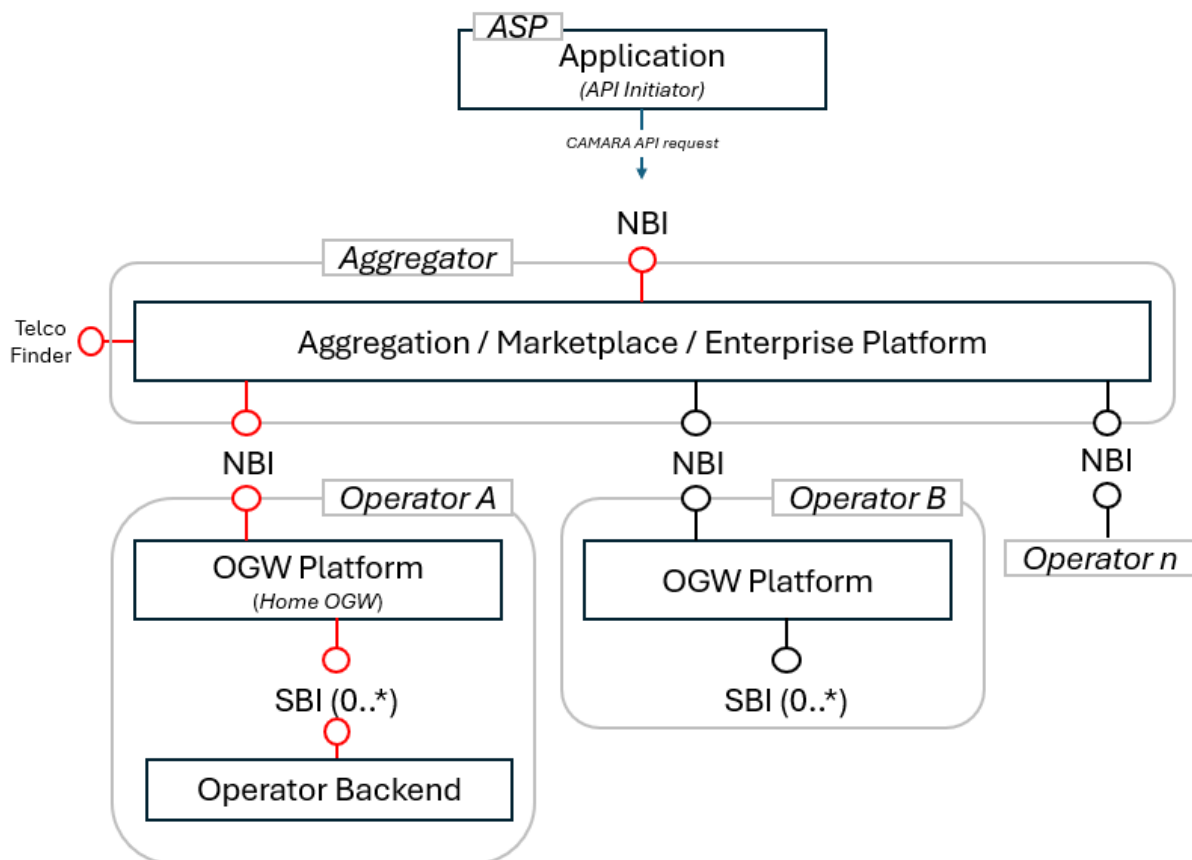 ASP
Application
(API Initiator)
CAMARA API request
NBI
Aggregator
Telco
Finder
Aggregation / Marketplace / Enterprise Platform
NBI
NBI
NBI
Operator A
Operator B
Operator n
OGW Platform
(Home OGW)
OGW Platform
SBI (0..*)
SBI (0..*)
Operator Backend